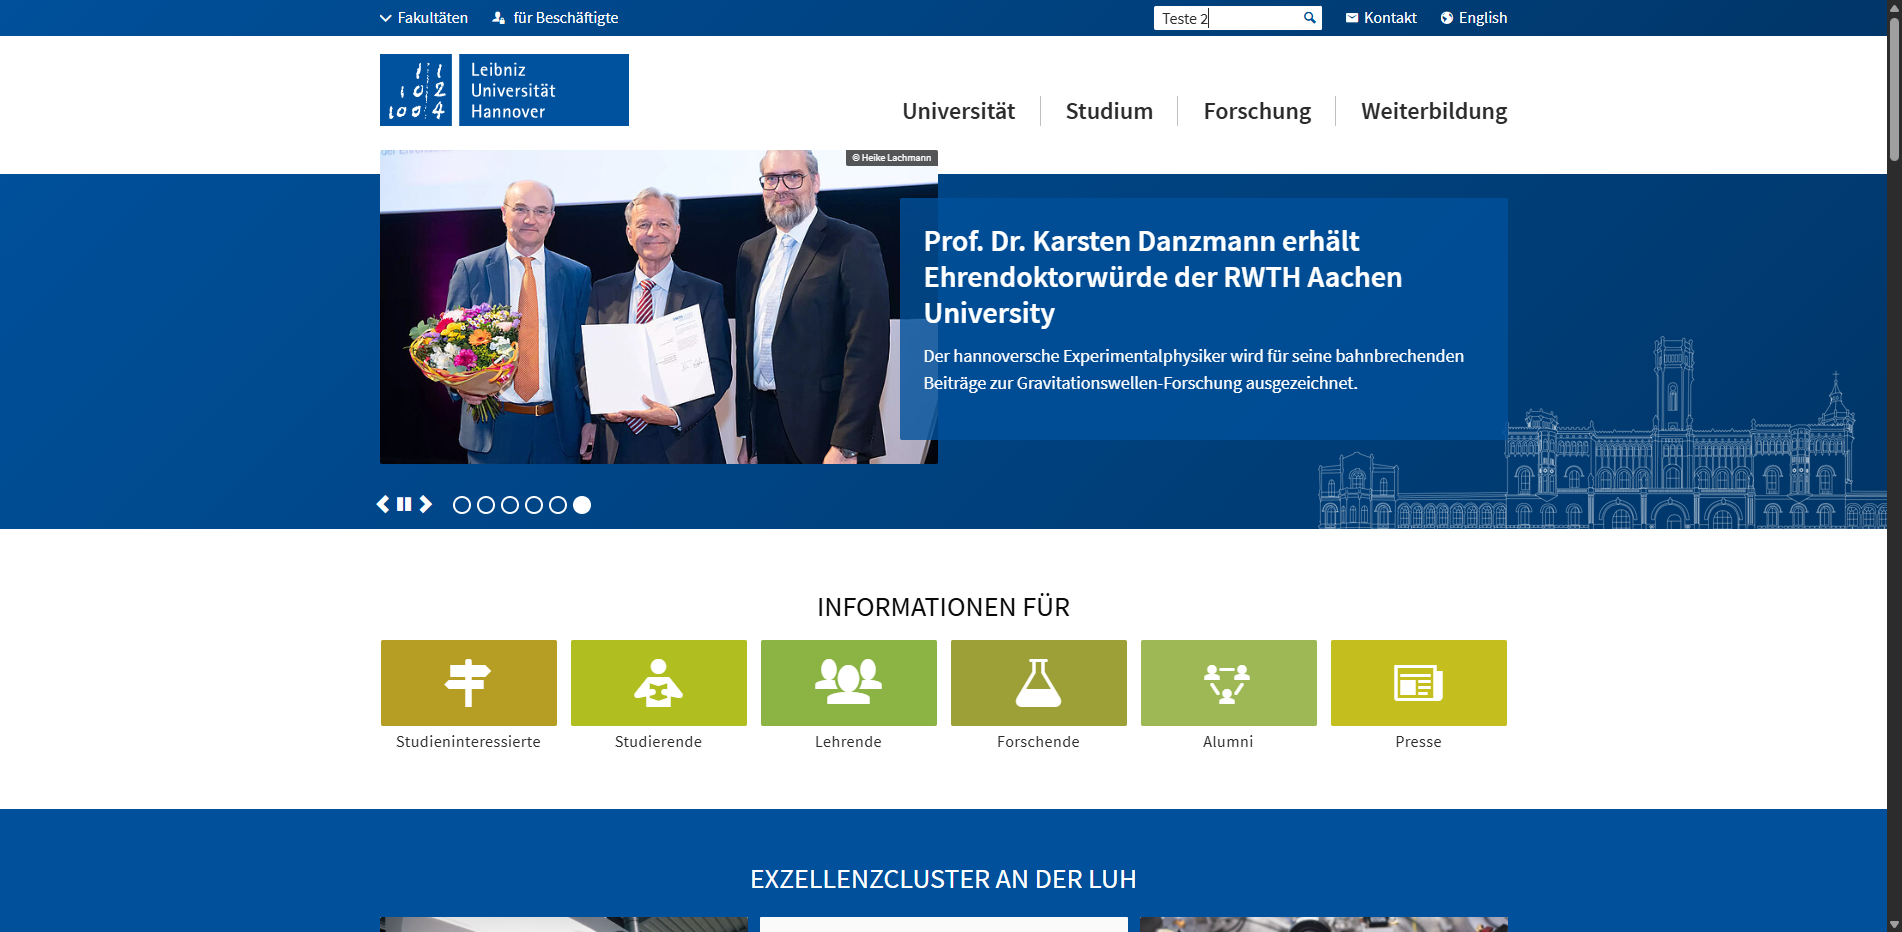 Fakultäten
für Beschäftigte
Teste 2
Kontakt
English
Leibniz
Universität
Hannover
Universität
Studium
Forschung
Weiterbildung
© Heike Lachmann
Prof. Dr. Karsten Danzmann erhält
Ehrendoktorwürde der RWTH Aachen
University
Der hannoversche Experimentalphysiker wird für seine bahnbrechenden
Beiträge zur Gravitationswellen-Forschung ausgezeichnet.
INFORMATIONEN FÜR
Studieninteressierte
Studierende
Lehrende
Forschende
Alumni
Presse
EXZELLENZCLUSTER AN DER LUH